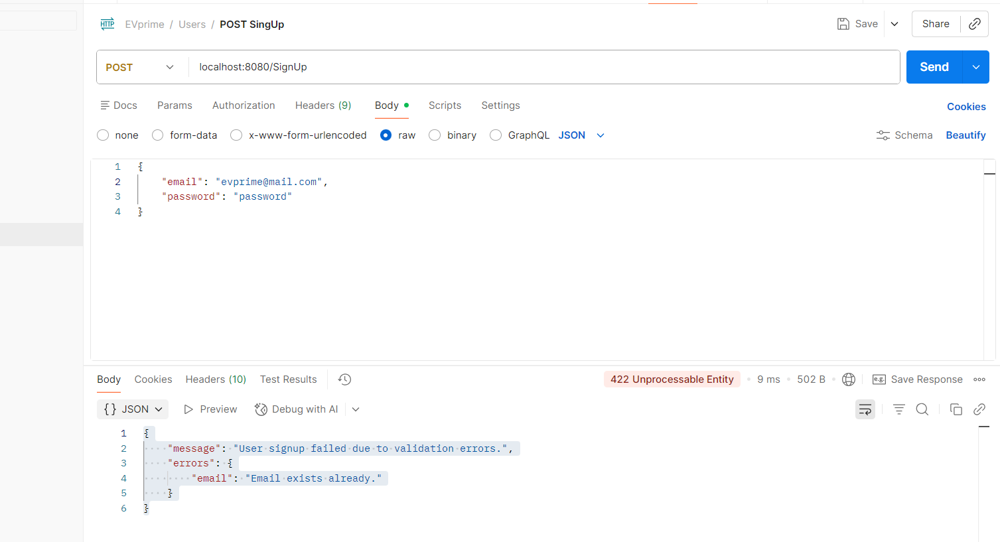 HTTP EVprime / Users / POST SingUp Save Share
POST localhost:8080/SignUp Send
Docs Params Authorization Headers (9) Body Scripts Settings Cookies
none form-data x-www-form-urlencoded raw binary GraphQL JSON Schema Beautify
1 {
2 "email": "evprime@mail.com",
3 "password": "password"
4 }
Body Cookies Headers (10) Test Results 422 Unprocessable Entity 9 ms 502 B e.g. Save Response
{} JSON Preview Debug with AI
1 {
2 "message": "User signup failed due to validation errors.",
3 "errors": {
4 "email": "Email exists already."
5 }
6 }